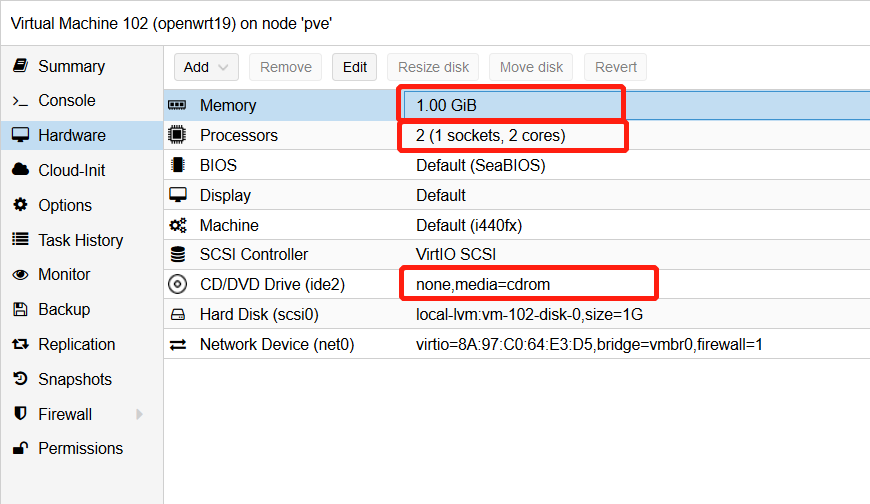 Virtual Machine 102 (openwrt19) on node 'pve'
Summary
Console
Hardware
Cloud-Init
Options
Task History
Monitor
Backup
Replication
Snapshots
Firewall
Permissions
Add Remove Edit Resize disk Move disk Revert
Memory 1.00 GiB
Processors 2 (1 sockets, 2 cores)
BIOS Default (SeaBIOS)
Display Default
Machine Default (i440fx)
SCSI Controller VirtIO SCSI
CD/DVD Drive (ide2) none,media=cdrom
Hard Disk (scsi0) local-lvm:vm-102-disk-0,size=1G
Network Device (net0) virtio=8A:97:C0:64:E3:D5,bridge=vmbr0,firewall=1